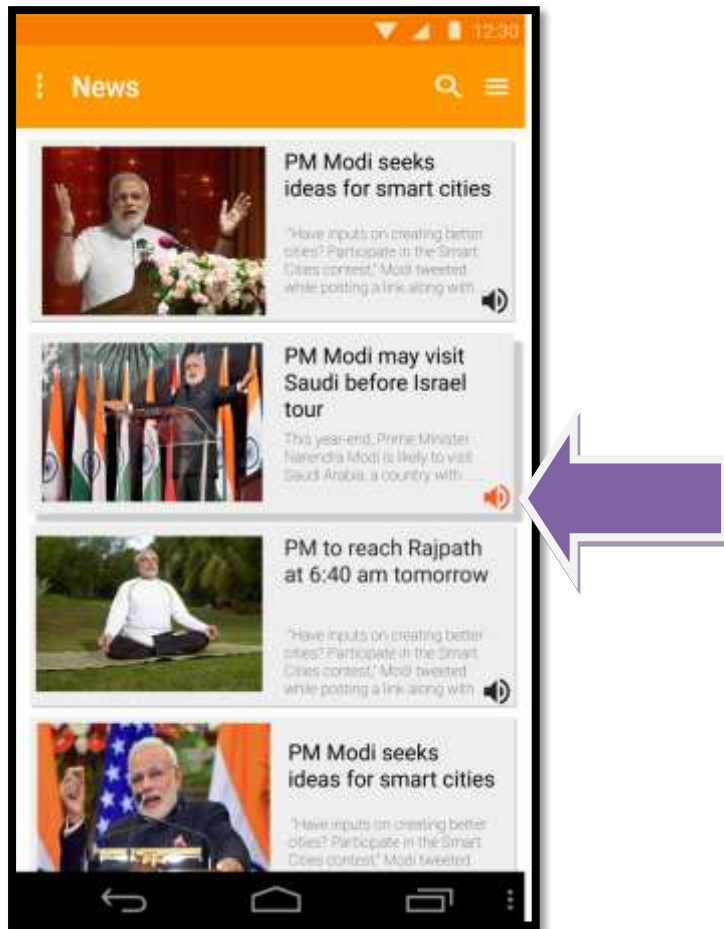 12:30
News
PM Modi seeks
ideas for smart cities
"Have inputs on creating better
cities? Participate in the Smart
Cities contest," Modi tweeted
while posting a link along with
PM Modi may visit
Saudi before Israel
tour
This year-end, Prime Minister
Narendra Modi is likely to visit
Saudi Arabia, a country with
PM to reach Rajpath
at 6:40 am tomorrow
"Have inputs on creating better
cities? Participate in the Smart
Cities contest," Modi tweeted
while posting a link along with
PM Modi seeks
ideas for smart cities
"Have inputs on creating better
cities? Participate in the Smart
Cities contest," Modi tweeted